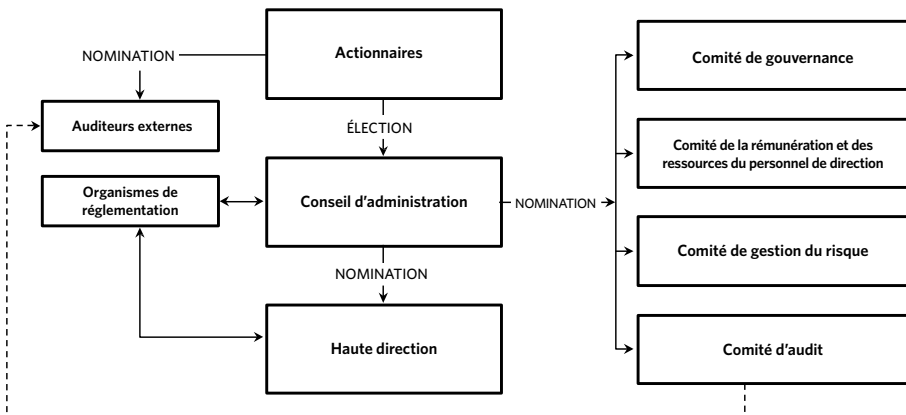 NOMINATION
Actionnaires
Auditeurs externes
ÉLECTION
Organismes de
réglementation
Conseil d'administration
NOMINATION
NOMINATION
Haute direction
Comité de gouvernance
Comité de la rémunération et des
ressources du personnel de direction
Comité de gestion du risque
Comité d'audit